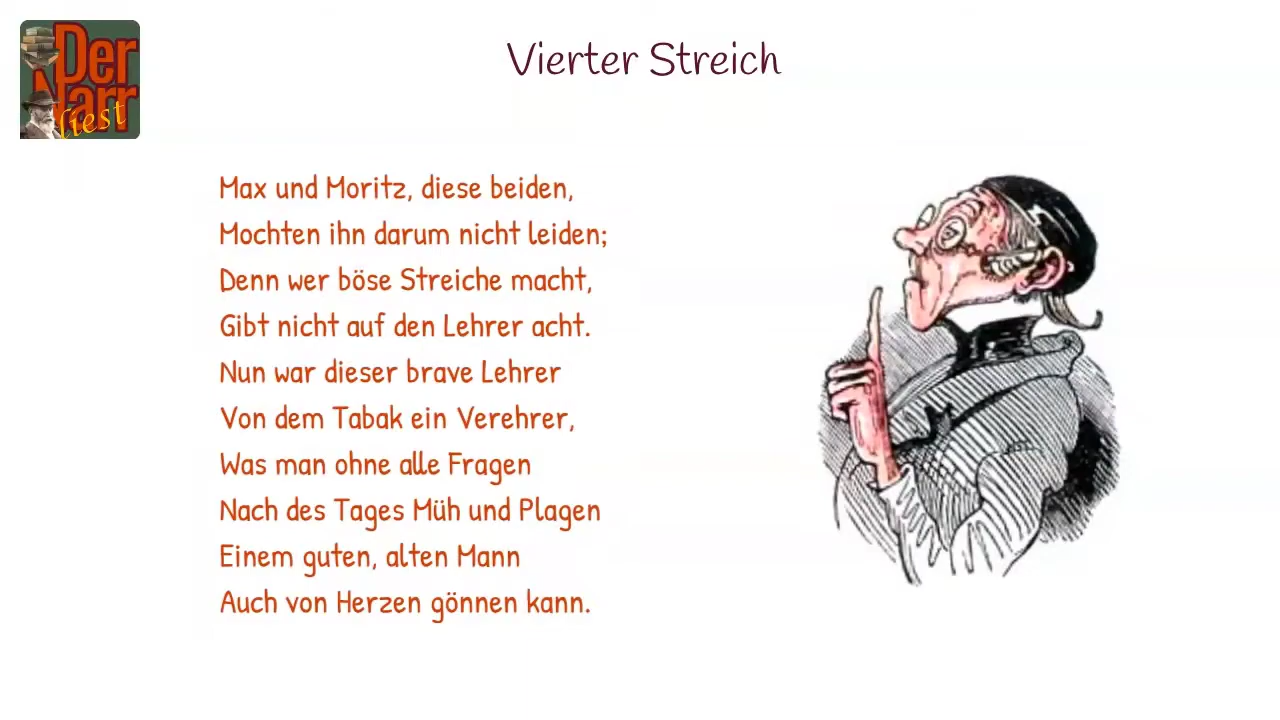 Der
Narr
liest
Vierter Streich
Max und Moritz, diese beiden,
Mochten ihn darum nicht leiden;
Denn wer böse Streiche macht,
Gibt nicht auf den Lehrer acht.
Nun war dieser brave Lehrer
Von dem Tabak ein Verehrer,
Was man ohne alle Fragen
Nach des Tages Müh und Plagen
Einem guten, alten Mann
Auch von Herzen gönnen kann.